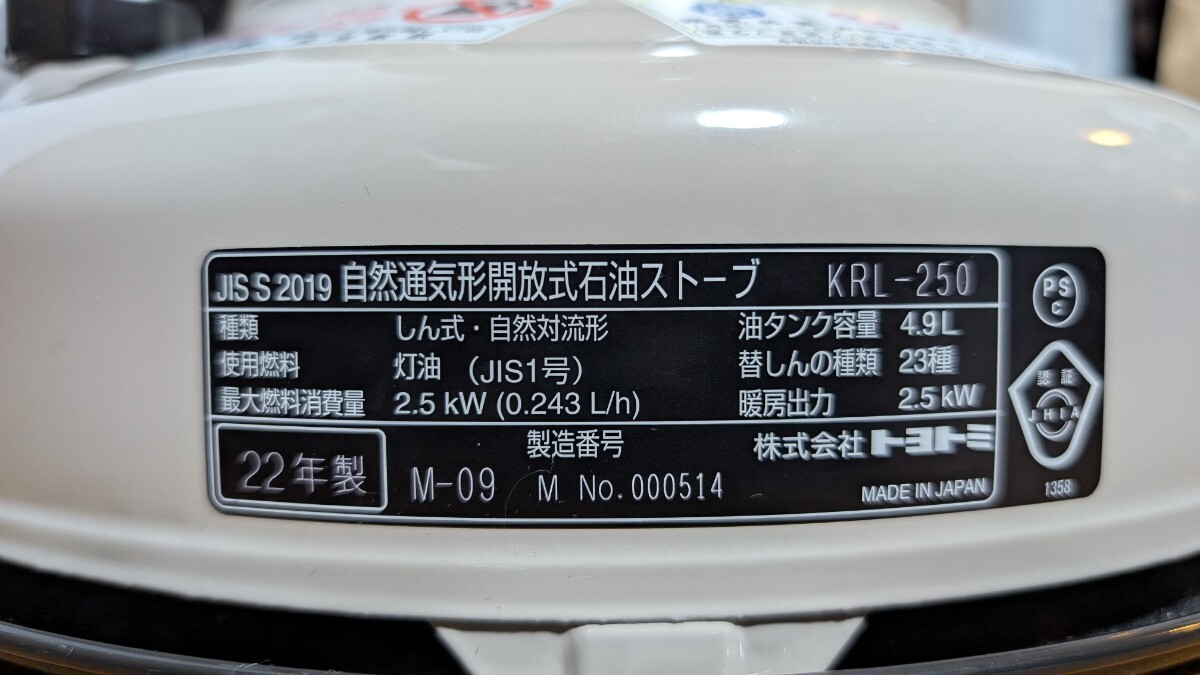 JIS S 2019 自然通気形開放式石油ストーブ KRL-250
種類 しん式・自然対流形 油タンク容量 4.9L
使用燃料 灯油 (JIS1号) 替しんの種類 23種
最大燃料消費量 2.5 kW (0.243 L/h) 暖房出力 2.5 kW
22年製
製造番号
M-09 M No.000514
株式会社トヨトミ
MADE IN JAPAN
PS
C
認証
JHIA
1358